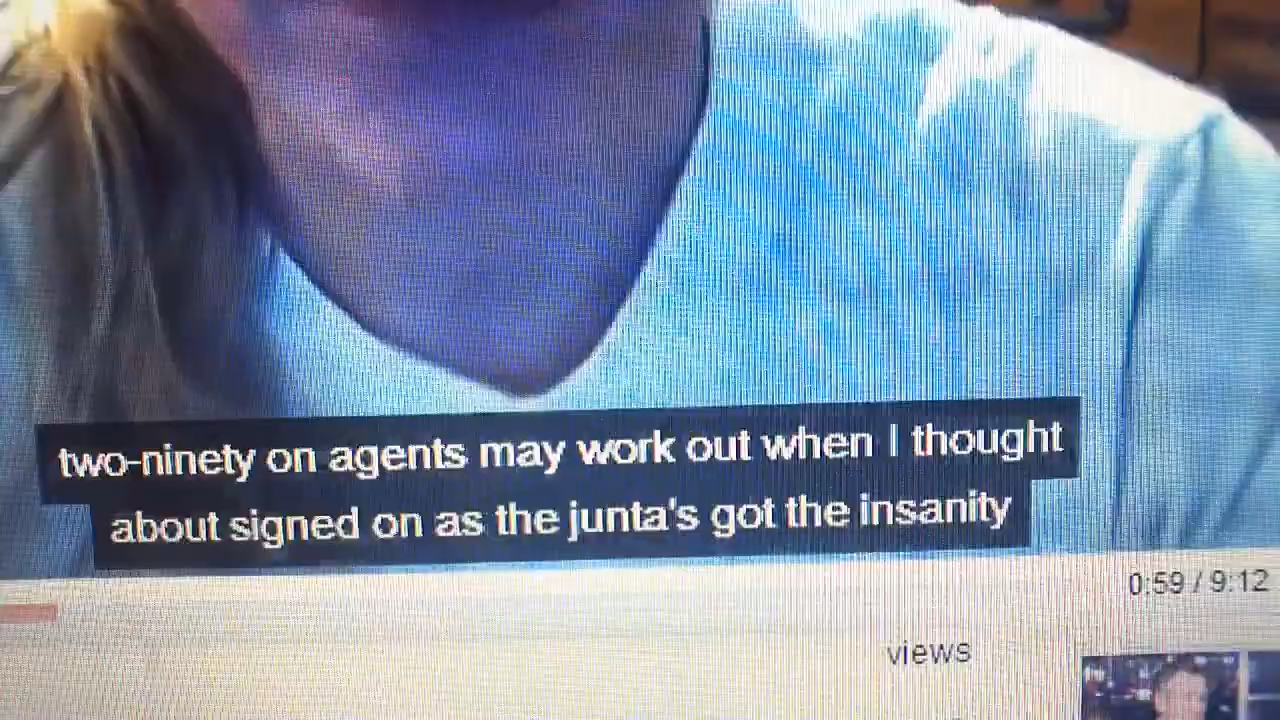 two-ninety on agents may work out when I thought
about signed on as the junta's got the insanity
0:59 / 9:12
views